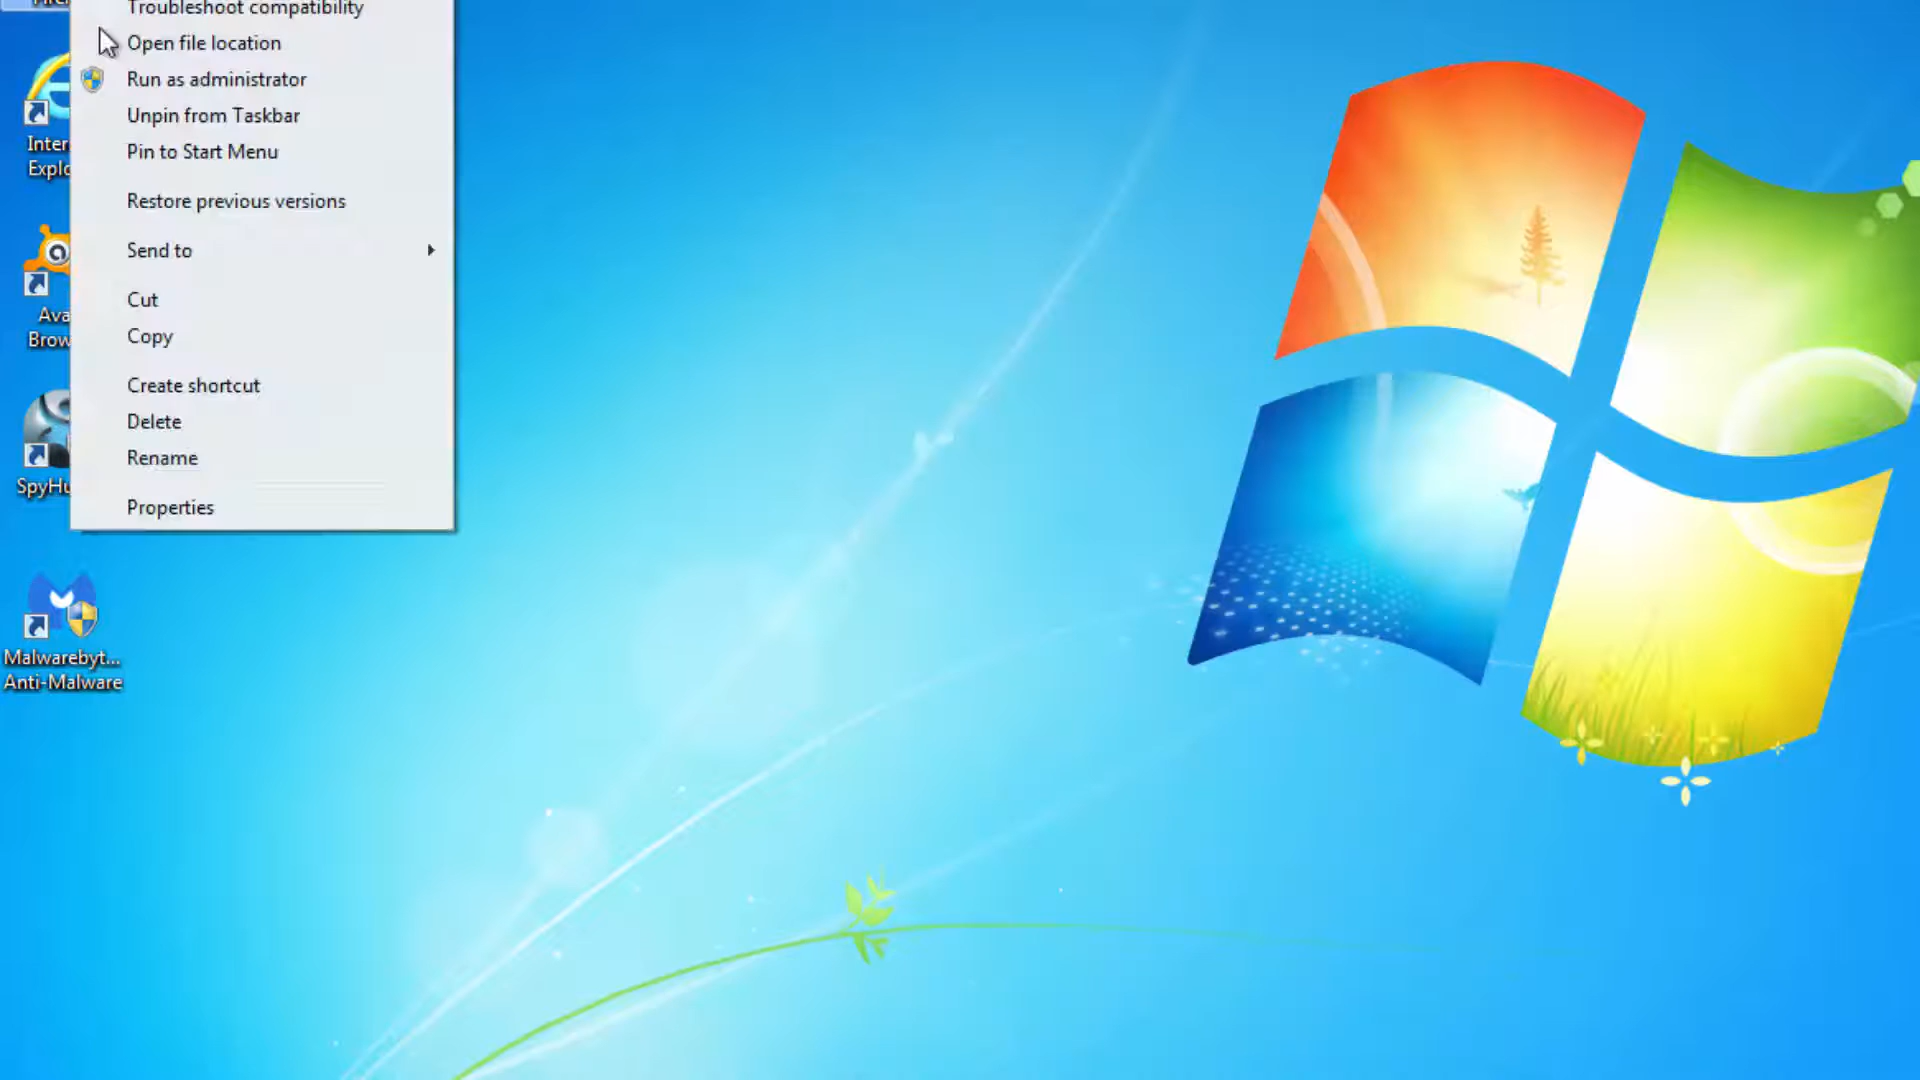 Troubleshoot compatibility
Open file location
Run as administrator
Unpin from Taskbar
Pin to Start Menu
Restore previous versions
Send to
Cut
Copy
Create shortcut
Delete
Rename
Properties
Inter
Explo
Ava
Brow
SpyHu
Malwarebyt...
Anti-Malware